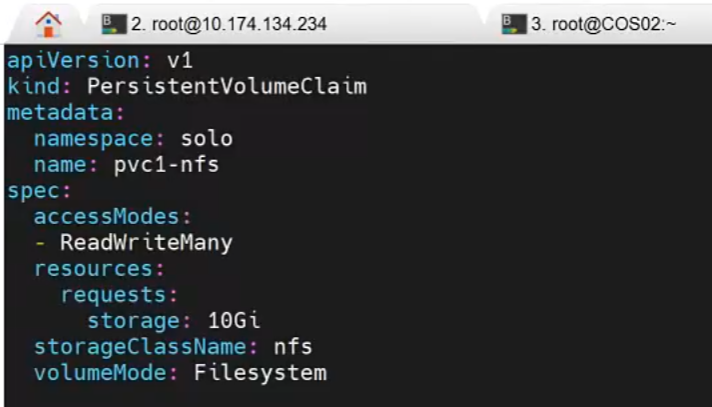 2. root@10.174.134.234
3. root@COS02:~
apiVersion: v1
kind: PersistentVolumeClaim
metadata:
  namespace: solo
  name: pvc1-nfs
spec:
  accessModes:
  - ReadWriteMany
  resources:
    requests:
      storage: 10Gi
  storageClassName: nfs
  volumeMode: Filesystem